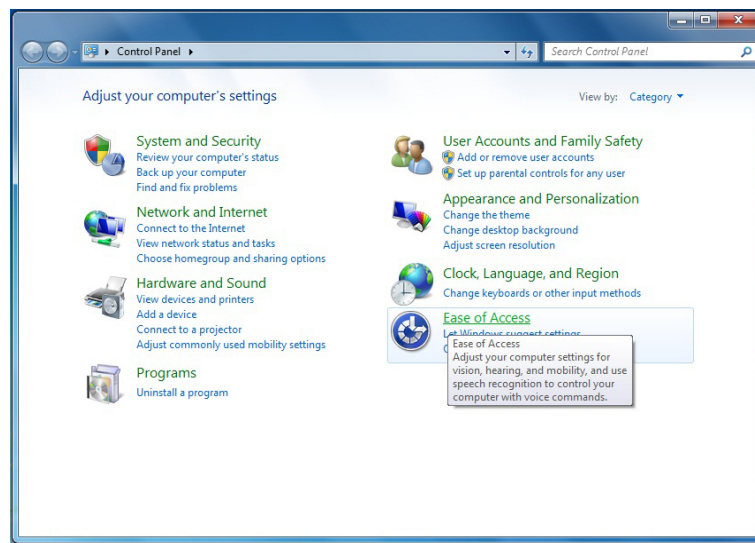 Control Panel
Search Control Panel
Adjust your computer's settings
View by: Category
System and Security
Review your computer's status
Back up your computer
Find and fix problems
Network and Internet
Connect to the Internet
View network status and tasks
Choose homegroup and sharing options
Hardware and Sound
View devices and printers
Add a device
Connect to a projector
Adjust commonly used mobility settings
Programs
Uninstall a program
User Accounts and Family Safety
Add or remove user accounts
Set up parental controls for any user
Appearance and Personalization
Change the theme
Change desktop background
Adjust screen resolution
Clock, Language, and Region
Change keyboards or other input methods
Ease of Access
Let Windows suggest settings
Ease of Access
Adjust your computer settings for
vision, hearing, and mobility, and use
speech recognition to control your
computer with voice commands.